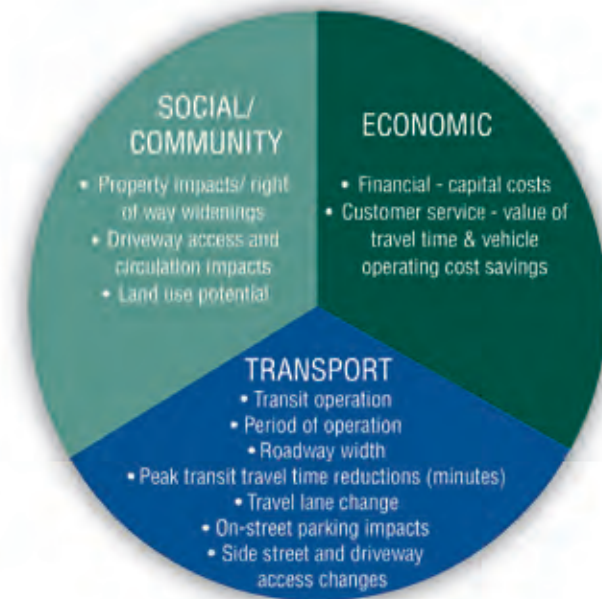 SOCIAL/
COMMUNITY
• Property impacts/ right
of way widenings
• Driveway access and
circulation impacts
• Land use potential
ECONOMIC
• Financial - capital costs
• Customer service - value of
travel time & vehicle
operating cost savings
TRANSPORT
• Transit operation
• Period of operation
• Roadway width
• Peak transit travel time reductions (minutes)
• Travel lane change
• On-street parking impacts
• Side street and driveway
access changes